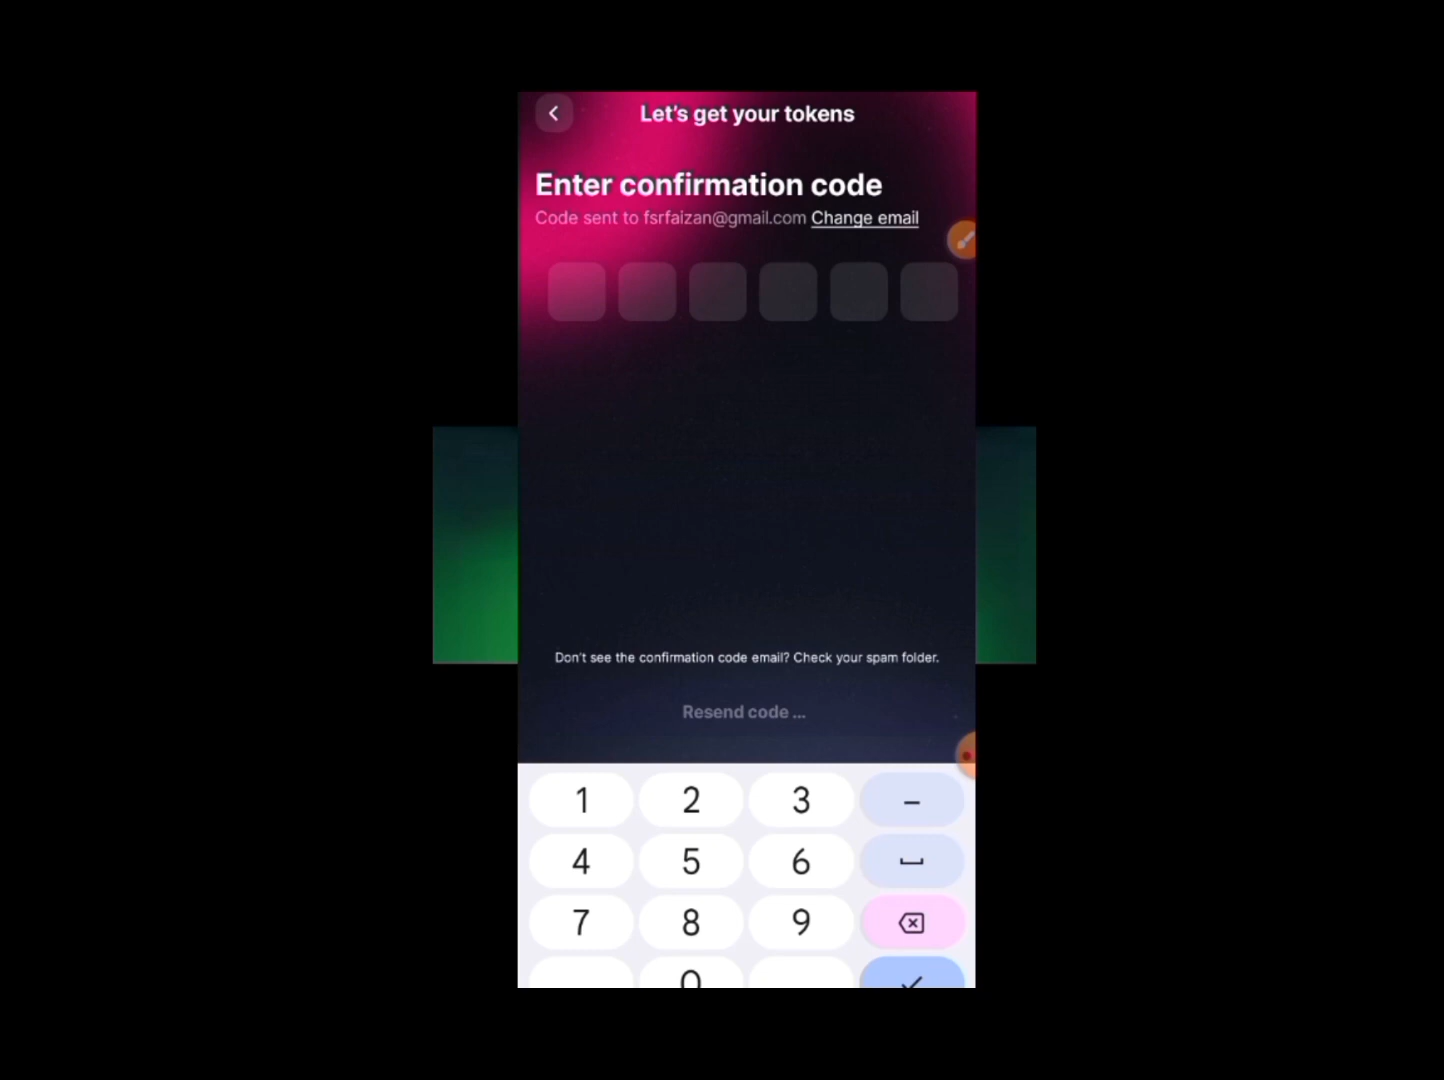 Let's get your tokens
Enter confirmation code
Code sent to fsrfaizan@gmail.com Change email
Don't see the confirmation code email? Check your spam folder.
Resend code ...
1 2 3 –
4 5 6
7 8 9
0